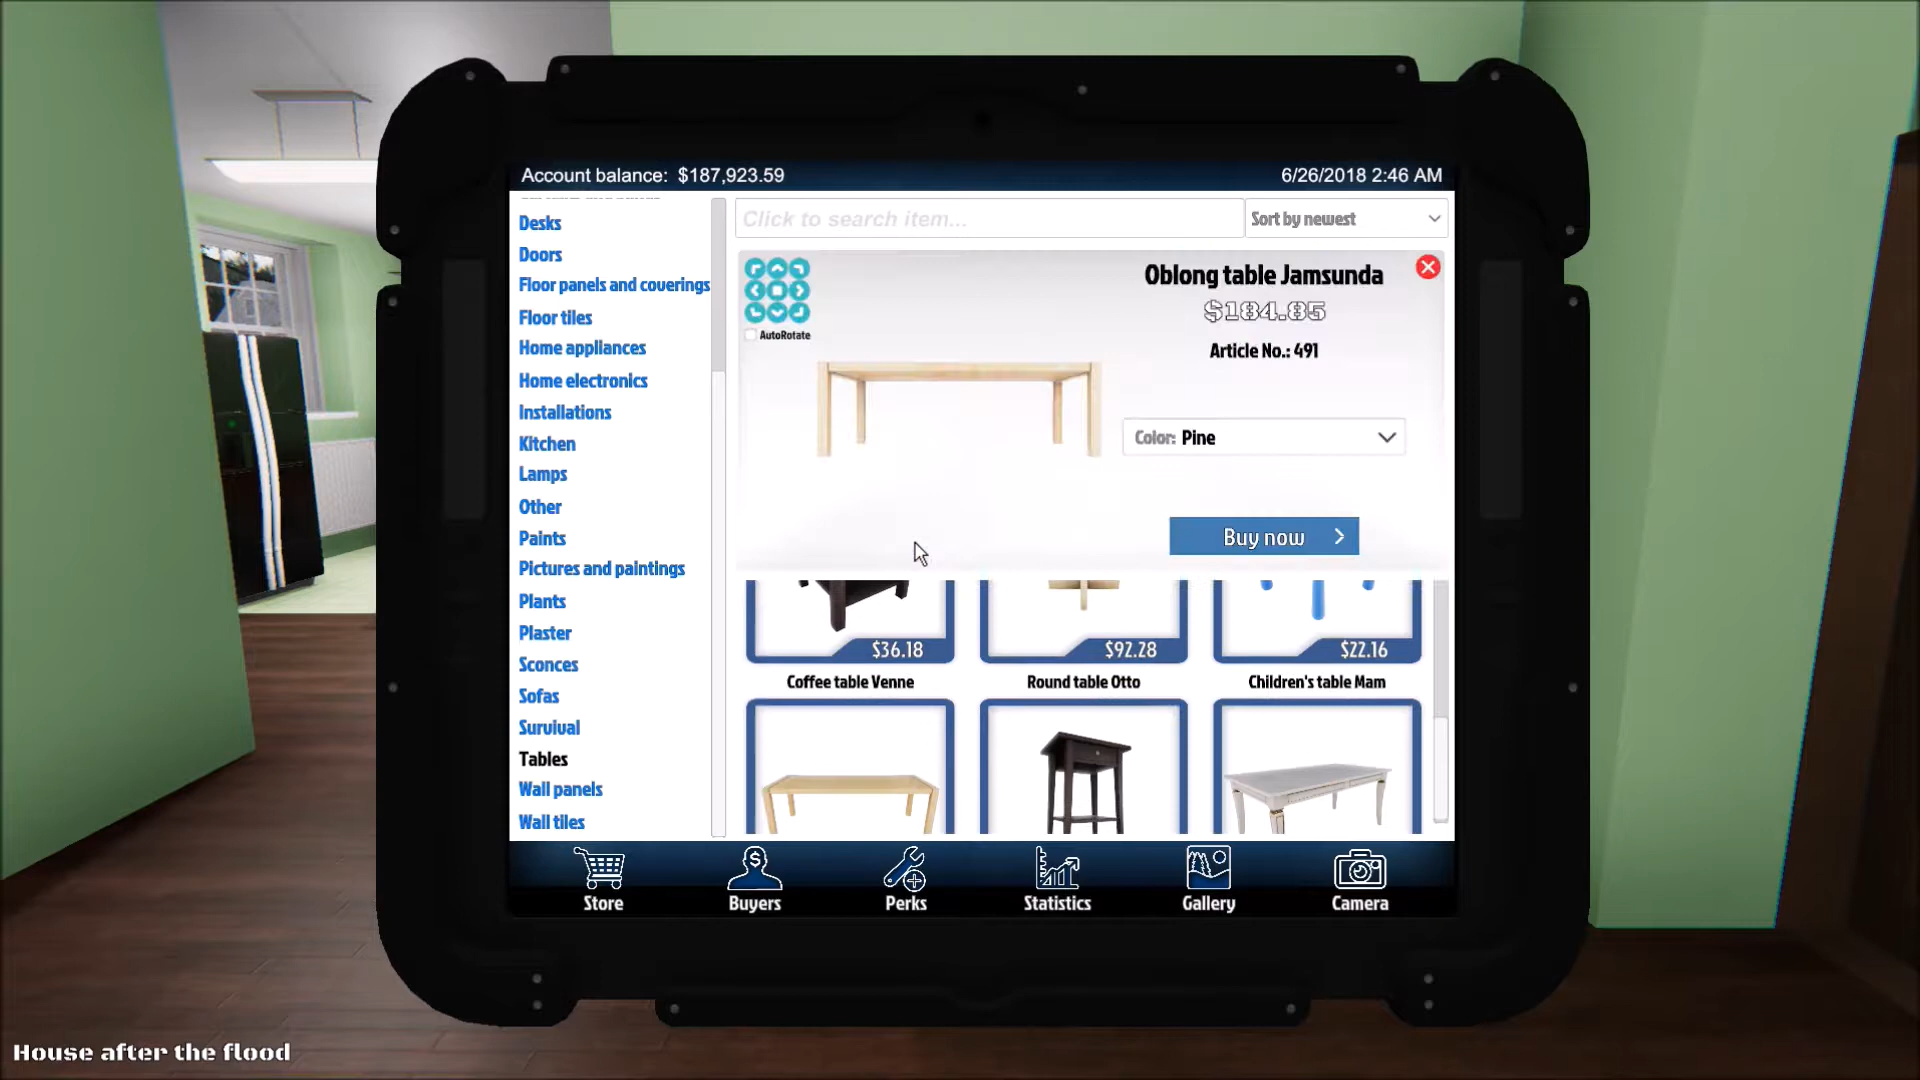 Account balance: $187,923.59
6/26/2018 2:46 AM
Desks
Doors
Floor panels and coverings
Floor tiles
Home appliances
Home electronics
Installations
Kitchen
Lamps
Other
Paints
Pictures and paintings
Plants
Plaster
Sconces
Sofas
Survival
Tables
Wall panels
Wall tiles
Click to search item...
Sort by newest
AutoRotate
Oblong table Jamsunda
$184.85
Article No.: 491
Color: Pine
Buy now
$36.18
$92.28
$22.16
Coffee table Venne
Round table Otto
Children's table Mam
Store
Buyers
Perks
Statistics
Gallery
Camera
House after the flood